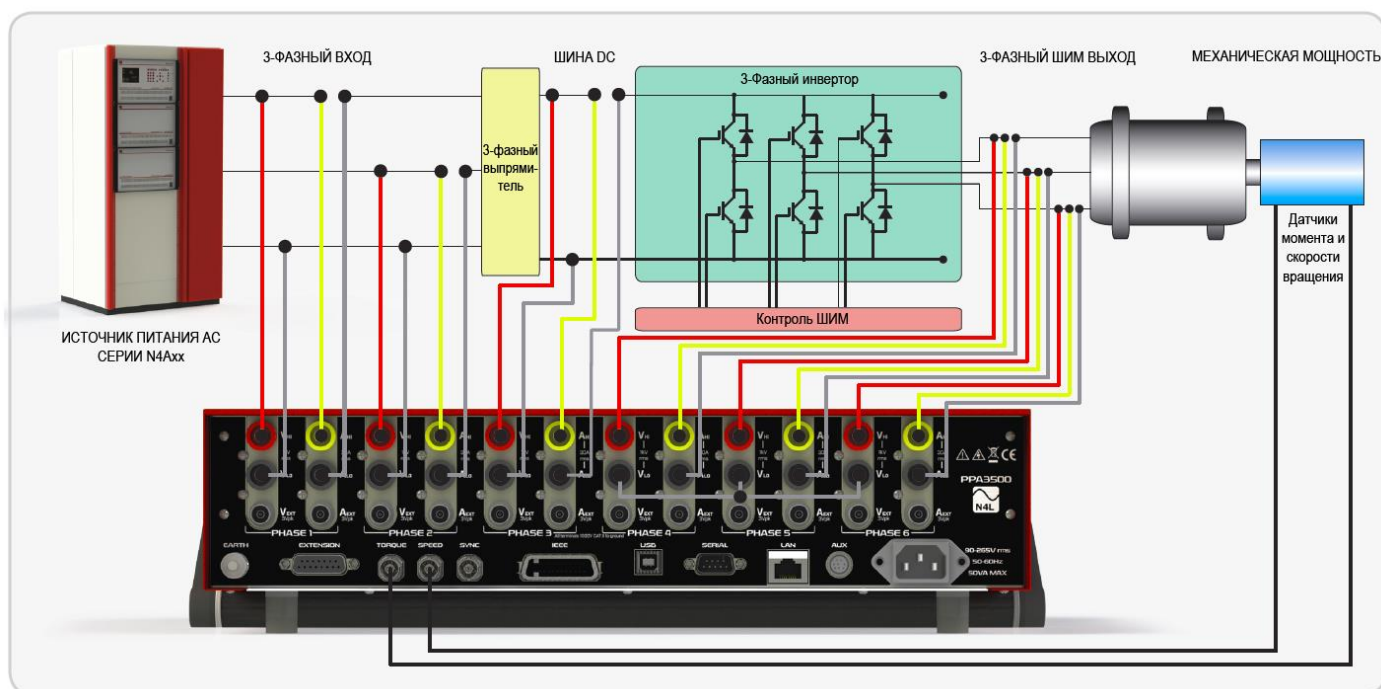 3-ФАЗНЫЙ ВХОД
ШИНА DC
3-Фазный инвертор
3-ФАЗНЫЙ ШИМ ВЫХОД
МЕХАНИЧЕСКАЯ МОЩНОСТЬ
3-фазный
выпрями-
тель
Датчики
момента и
скорости
вращения
Контроль ШИМ
ИСТОЧНИК ПИТАНИЯ AC
СЕРИИ N4Axx
PPA3500
N4L
PHASE 1
PHASE 2
PHASE 3
PHASE 4
PHASE 5
PHASE 6
EARTH
EXTENSION
TORQUE
SPEED
SYNC
IEEE
USB
SERIAL
LAN
AUX
90-265V rms
50-60Hz
50VA MAX